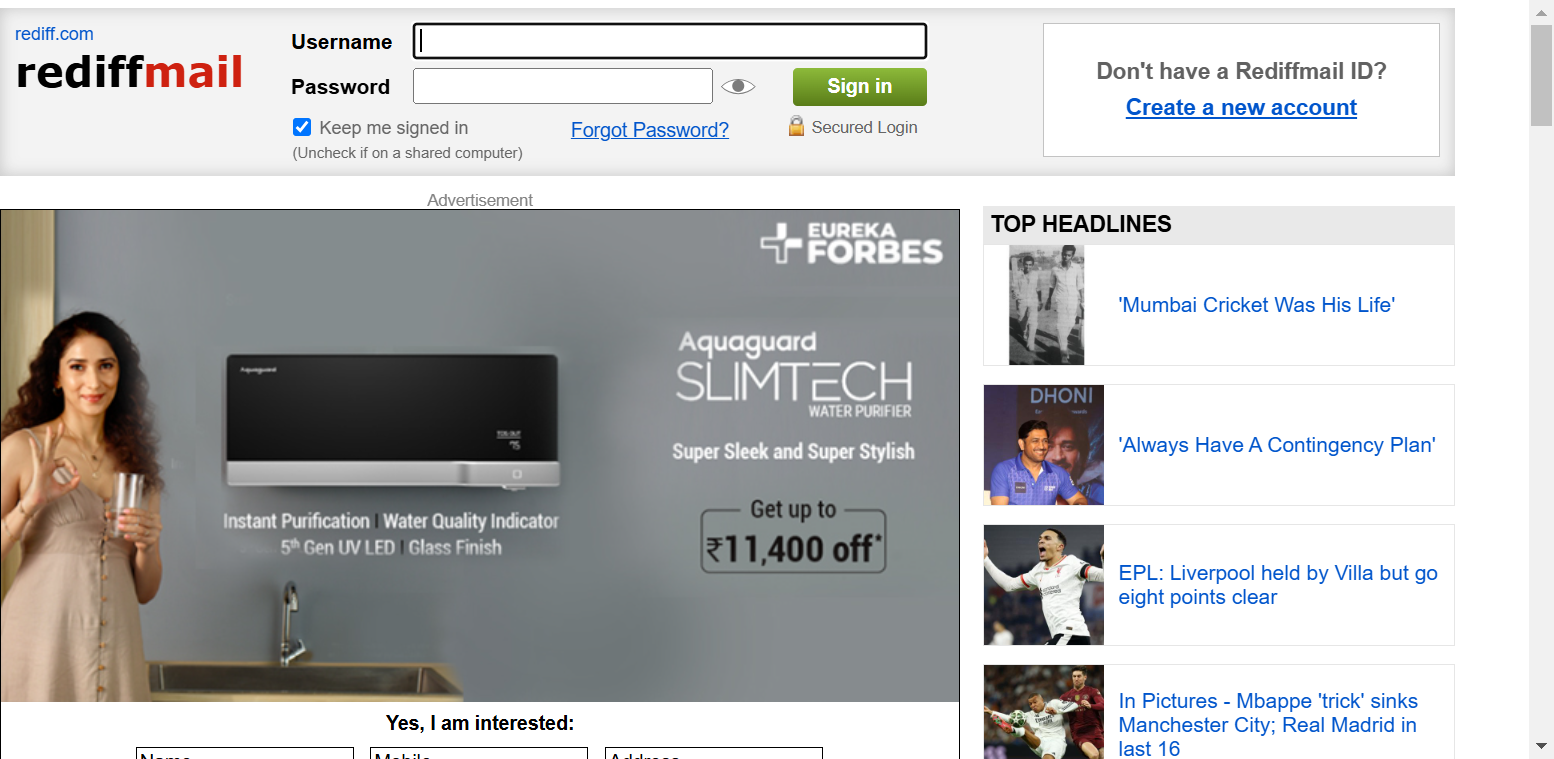 rediff.com
rediffmail
Username
Password
Sign in
Keep me signed in
(Uncheck if on a shared computer)
Forgot Password?
Secured Login
Don't have a Rediffmail ID?
Create a new account
Advertisement
EUREKA
FORBES
Aquaguard
Aquaguard
SLIMTECH
WATER PURIFIER
Super Sleek and Super Stylish
Get up to
₹11,400 off*
Instant Purification | Water Quality Indicator
5th Gen UV LED | Glass Finish
Yes, I am interested:
Name
Mobile
Address
TOP HEADLINES
'Mumbai Cricket Was His Life'
DHONI
'Always Have A Contingency Plan'
EPL: Liverpool held by Villa but go
eight points clear
In Pictures - Mbappe 'trick' sinks
Manchester City; Real Madrid in
last 16